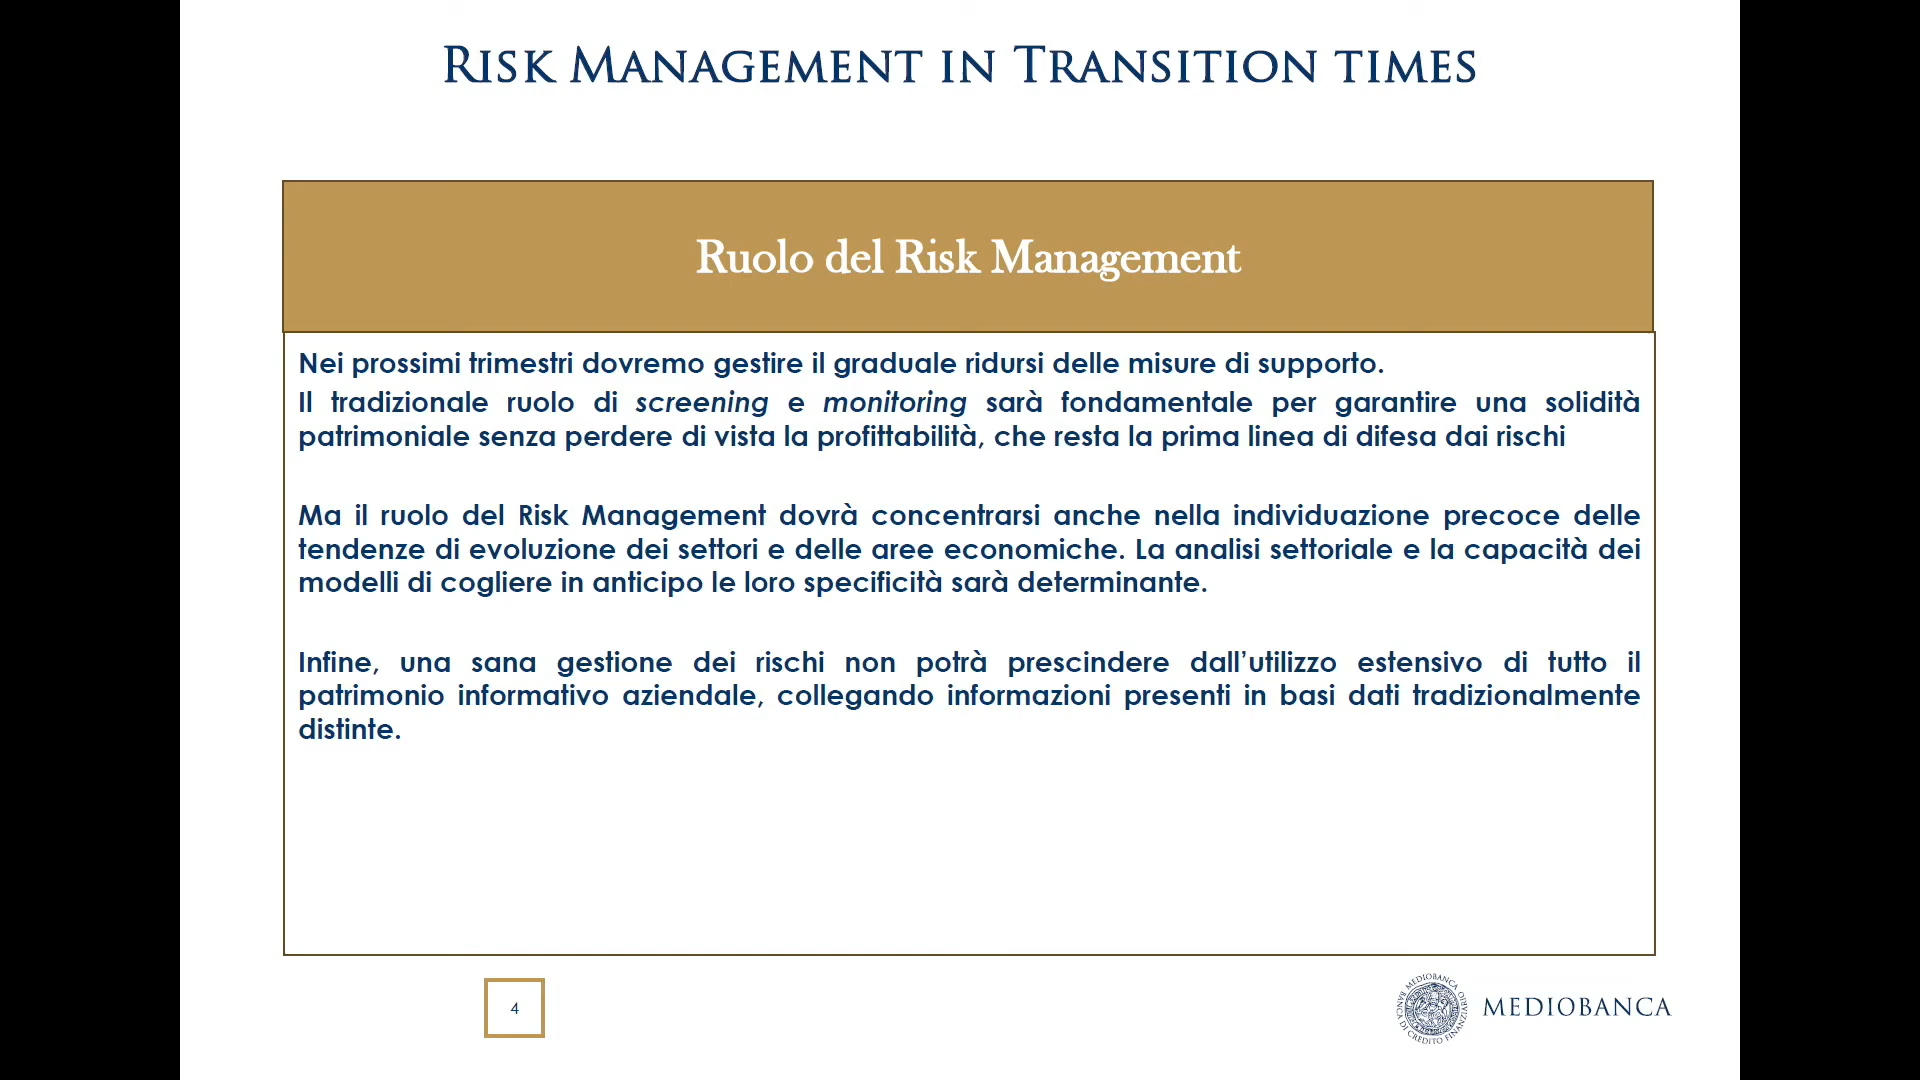 RISK MANAGEMENT IN TRANSITION TIMES
Ruolo del Risk Management
Nei prossimi trimestri dovremo gestire il graduale ridursi delle misure di supporto.
Il tradizionale ruolo di screening e monitoring sarà fondamentale per garantire una solidità
patrimoniale senza perdere di vista la profittabilità, che resta la prima linea di difesa dai rischi
Ma il ruolo del Risk Management dovrà concentrarsi anche nella individuazione precoce delle
tendenze di evoluzione dei settori e delle aree economiche. La analisi settoriale e la capacità dei
modelli di cogliere in anticipo le loro specificità sarà determinante.
Infine, una sana gestione dei rischi non potrà prescindere dall’utilizzo estensivo di tutto il
patrimonio informativo aziendale, collegando informazioni presenti in basi dati tradizionalmente
distinte.
4
MEDIOBANCA
BANCA DI CREDITO FINANZIARIO
MEDIOBANCA